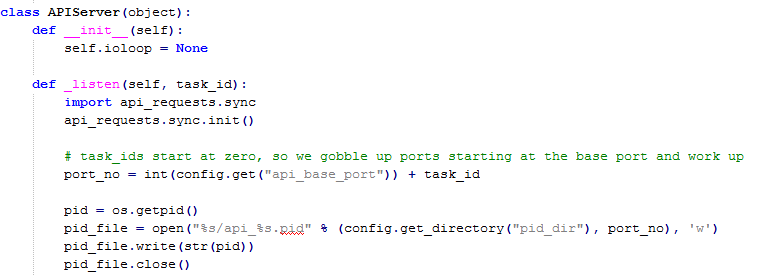 class APIServer(object):
    def __init__(self):
        self.ioloop = None

    def _listen(self, task_id):
        import api_requests.sync
        api_requests.sync.init()

        # task_ids start at zero, so we gobble up ports starting at the base port and work up
        port_no = int(config.get("api_base_port")) + task_id

        pid = os.getpid()
        pid_file = open("%s/api_%s.pid" % (config.get_directory("pid_dir"), port_no), 'w')
        pid_file.write(str(pid))
        pid_file.close()